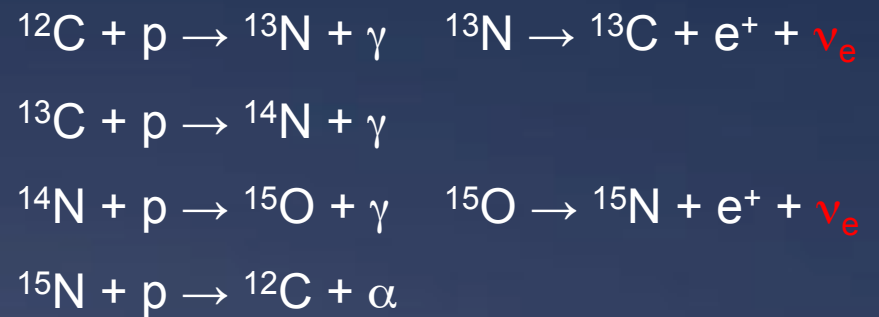 ¹²C + p → ¹³N + γ ¹³N → ¹³C + e⁺ + νₑ
¹³C + p → ¹⁴N + γ
¹⁴N + p → ¹⁵O + γ ¹⁵O → ¹⁵N + e⁺ + νₑ
¹⁵N + p → ¹²C + α